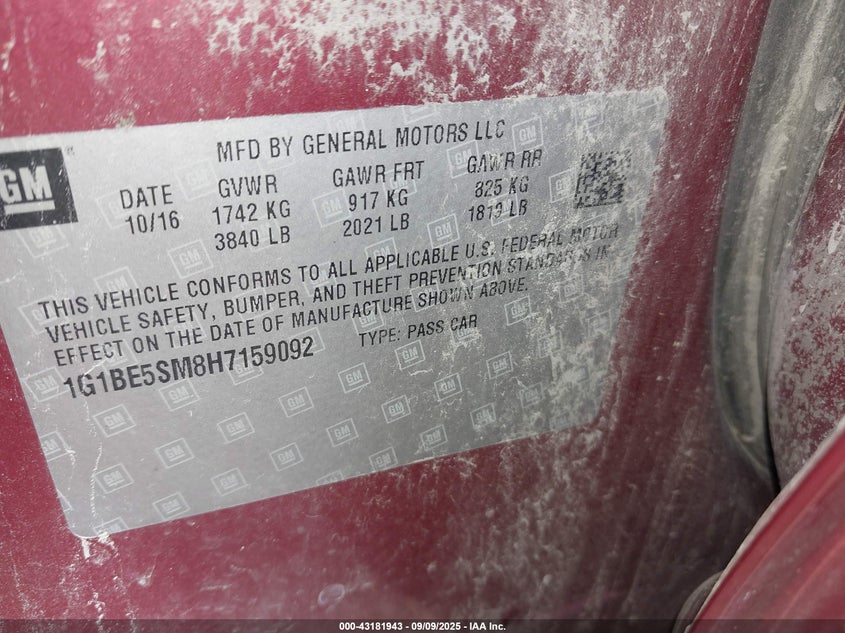 GM
MFD BY GENERAL MOTORS LLC
DATE GVWR GAWR FRT GAWR RR
10/16 1742 KG 917 KG 825 KG
3840 LB 2021 LB 1819 LB
THIS VEHICLE CONFORMS TO ALL APPLICABLE U.S. FEDERAL MOTOR
VEHICLE SAFETY, BUMPER, AND THEFT PREVENTION STANDARDS IN
EFFECT ON THE DATE OF MANUFACTURE SHOWN ABOVE.
1G1BE5SM8H7159092 TYPE: PASS CAR
000-43181943 - 09/09/2025 - IAA Inc.